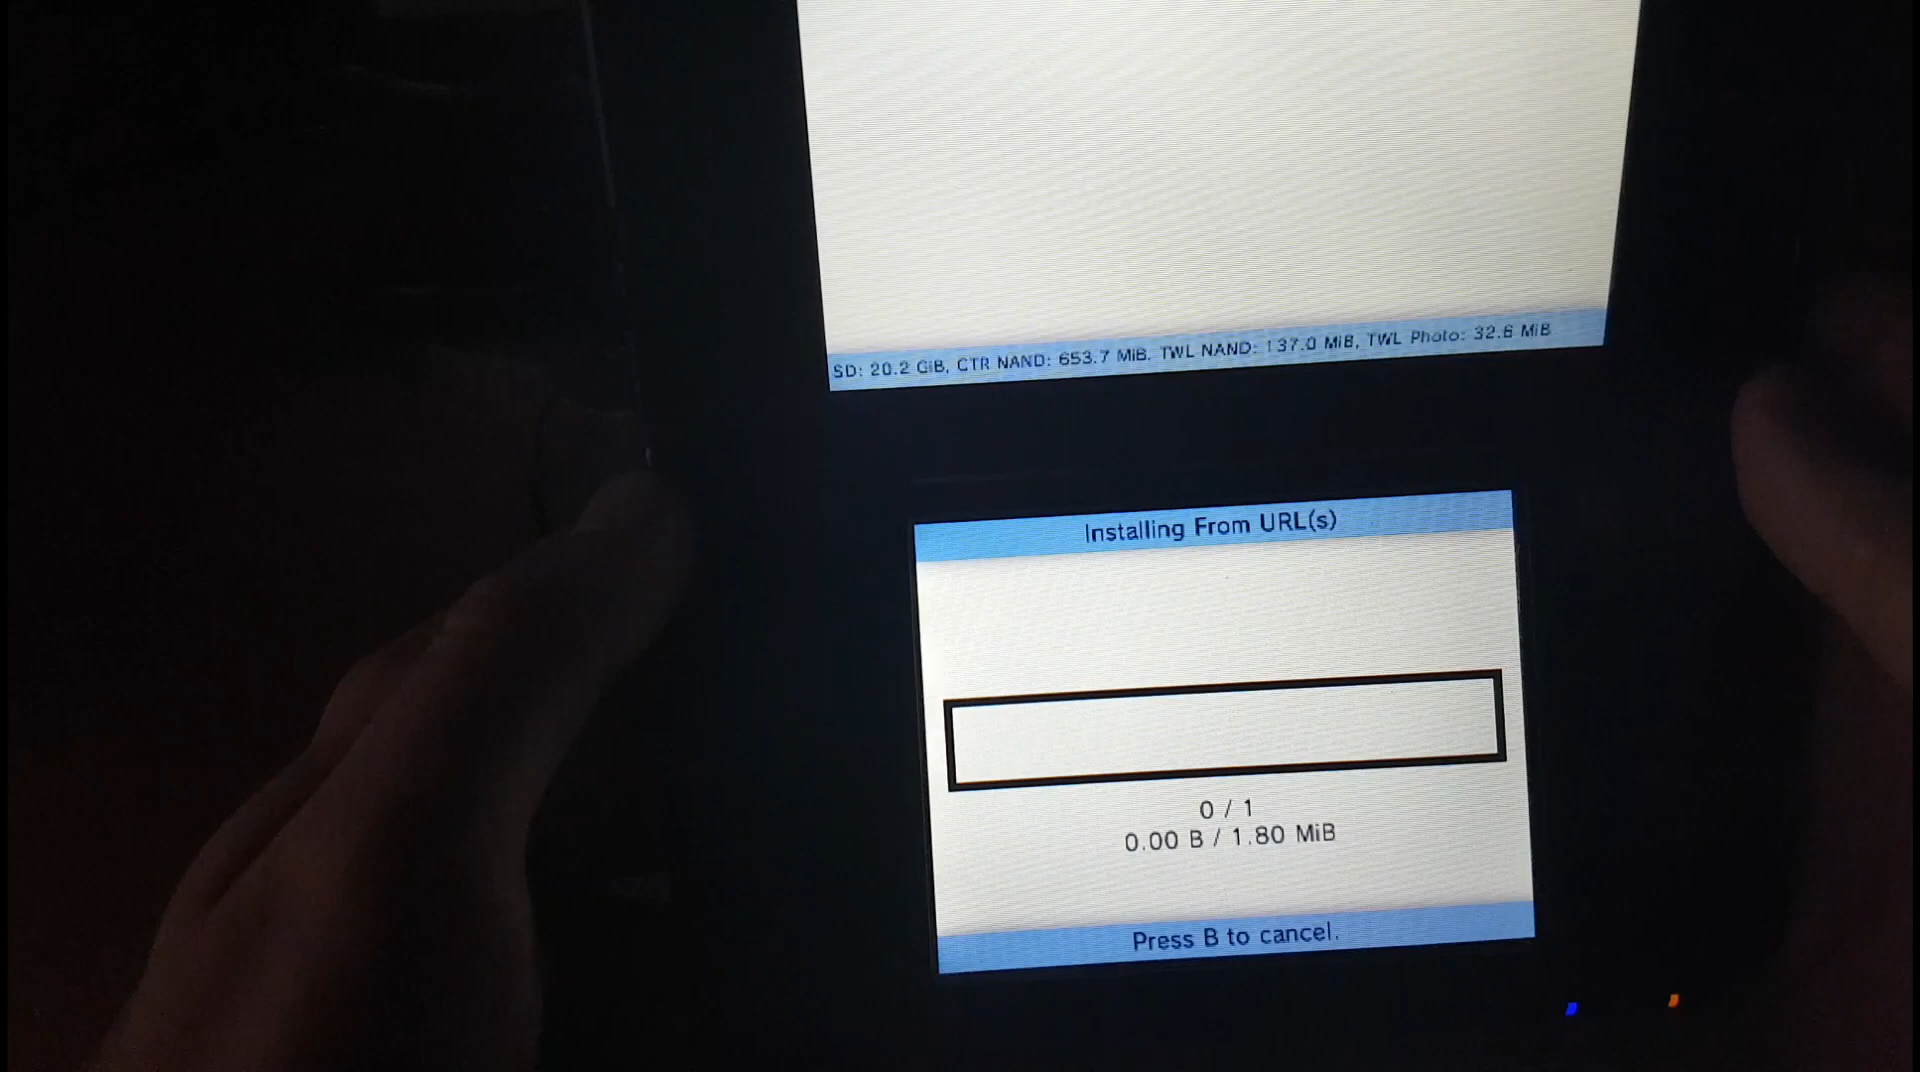 SD: 20.2 GiB, CTR NAND: 653.7 MiB, TWL NAND: 137.0 MiB, TWL Photo: 32.6 MiB
Installing From URL(s)
0 / 1
0.00 B / 1.80 MiB
Press B to cancel.